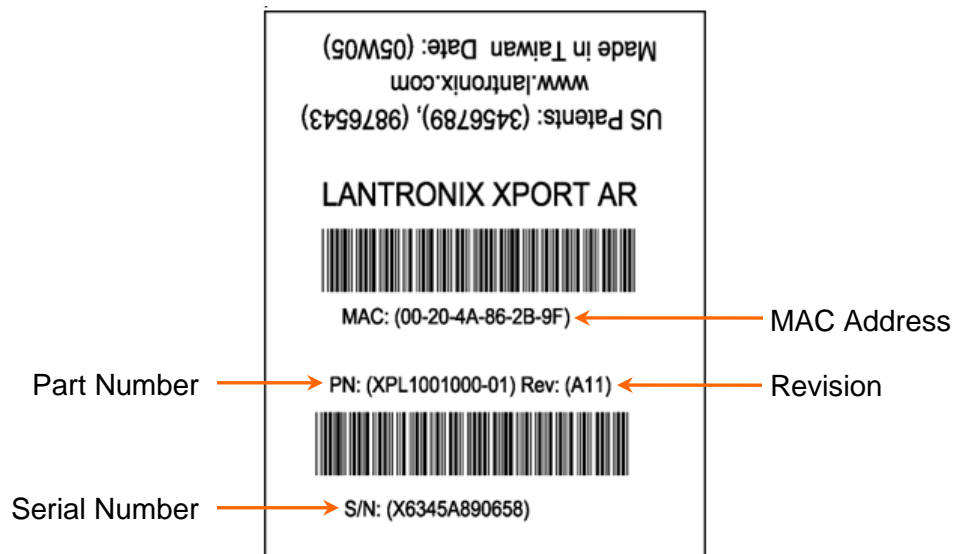 Made in Taiwan Date: (05W05)
www.lantronix.com
US Patents: (3456789), (9876543)
LANTRONIX XPORT AR
MAC: (00-20-4A-86-2B-9F)
MAC Address
Part Number
PN: (XPL1001000-01) Rev: (A11)
Revision
Serial Number
S/N: (X6345A890658)